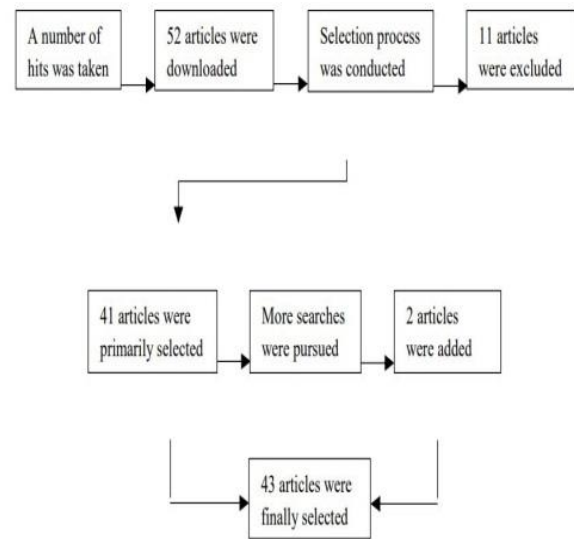 A number of
hits was taken
52 articles were
downloaded
Selection process
was conducted
11 articles
were excluded
41 articles were
primarily selected
More searches
were pursued
2 articles
were added
43 articles were
finally selected